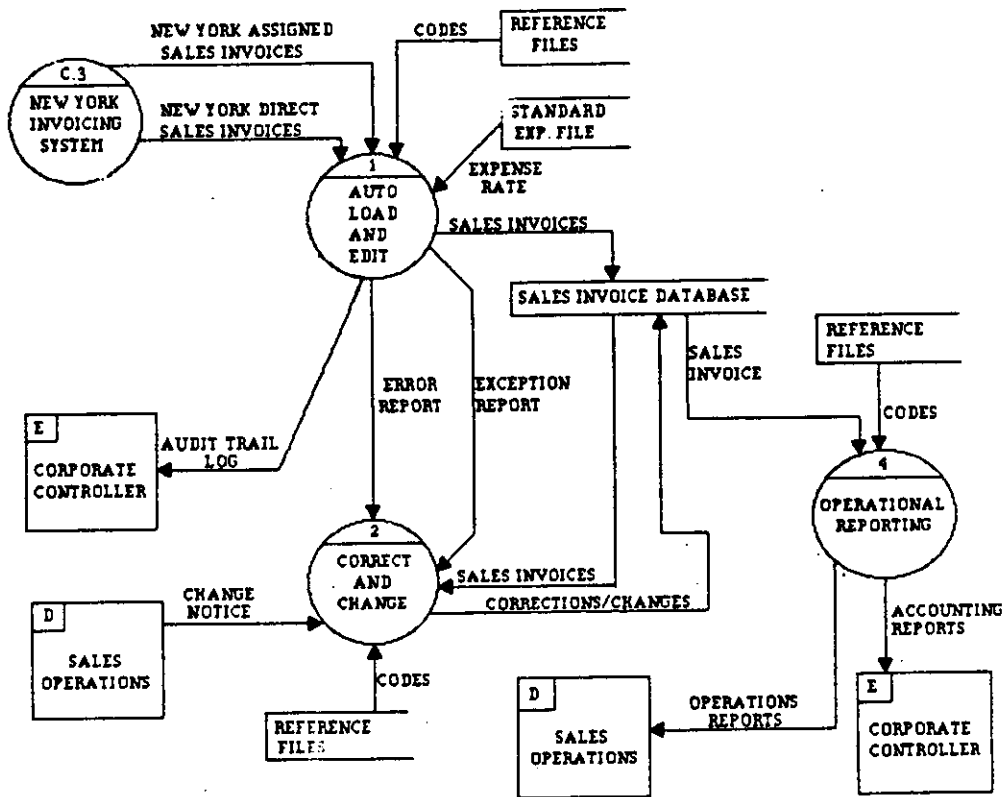 NEW YORK ASSIGNED
SALES INVOICES
CODES
REFERENCE
FILES
C.3
NEW YORK
INVOICING
SYSTEM
NEW YORK DIRECT
SALES INVOICES
STANDARD
EXP. FILE
1
AUTO
LOAD
AND
EDIT
EXPENSE
RATE
SALES INVOICES
SALES INVOICE DATABASE
REFERENCE
FILES
SALES
INVOICE
ERROR
REPORT
EXCEPTION
REPORT
CODES
E
CORPORATE
CONTROLLER
AUDIT TRAIL
LOG
4
OPERATIONAL
REPORTING
2
CORRECT
AND
CHANGE
SALES INVOICES
CORRECTIONS/CHANGES
CHANGE
NOTICE
D
SALES
OPERATIONS
ACCOUNTING
REPORTS
CODES
REFERENCE
FILES
D
SALES
OPERATIONS
OPERATIONS
REPORTS
E
CORPORATE
CONTROLLER